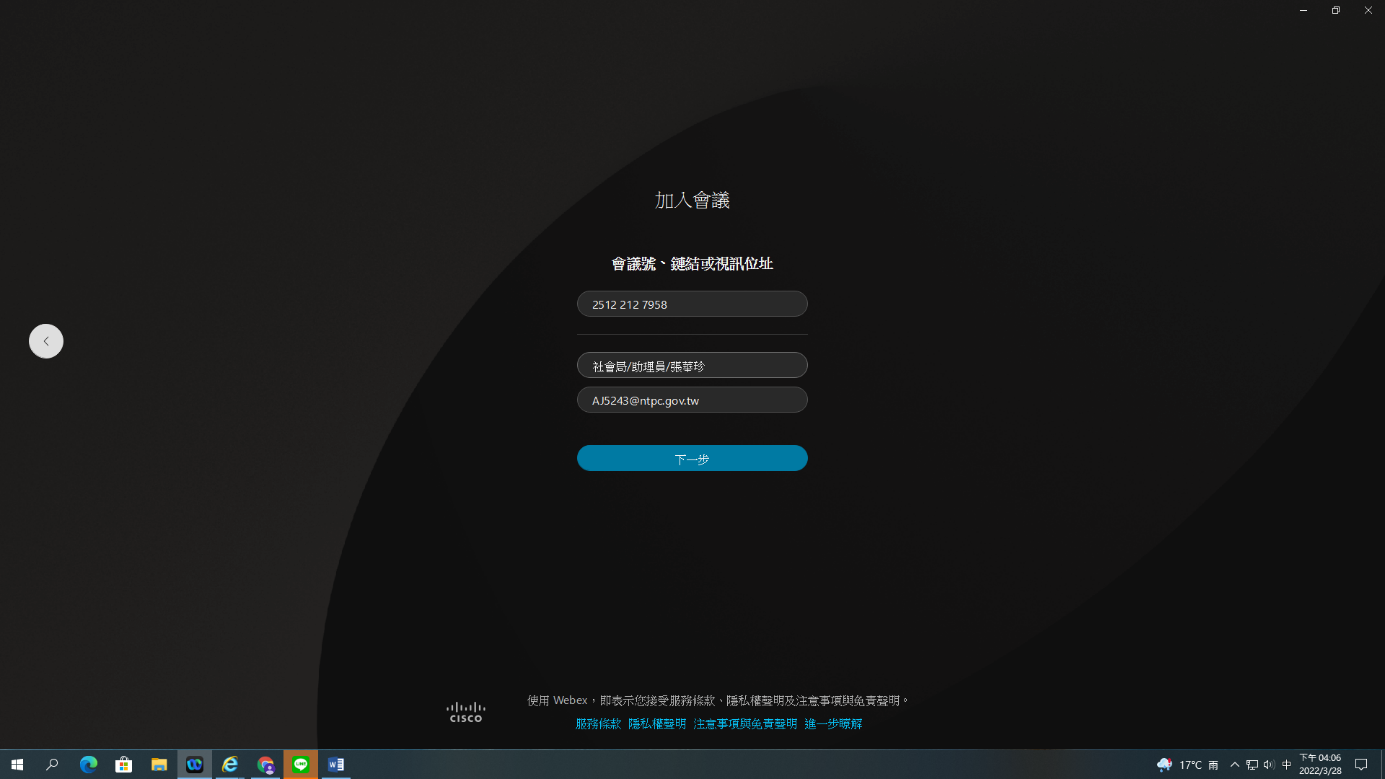 加入會議
會議號、鏈結或視訊位址
2512 212 7958
社會局/助理員/張華珍
AJ5243@ntpc.gov.tw
下一步
CISCO
使用 Webex，即表示您接受服務條款、隱私權聲明及注意事項與免責聲明。
服務條款 隱私權聲明 注意事項與免責聲明 進一步瞭解
17°C 雨
中
下午 04:06
2022/3/28
LINE